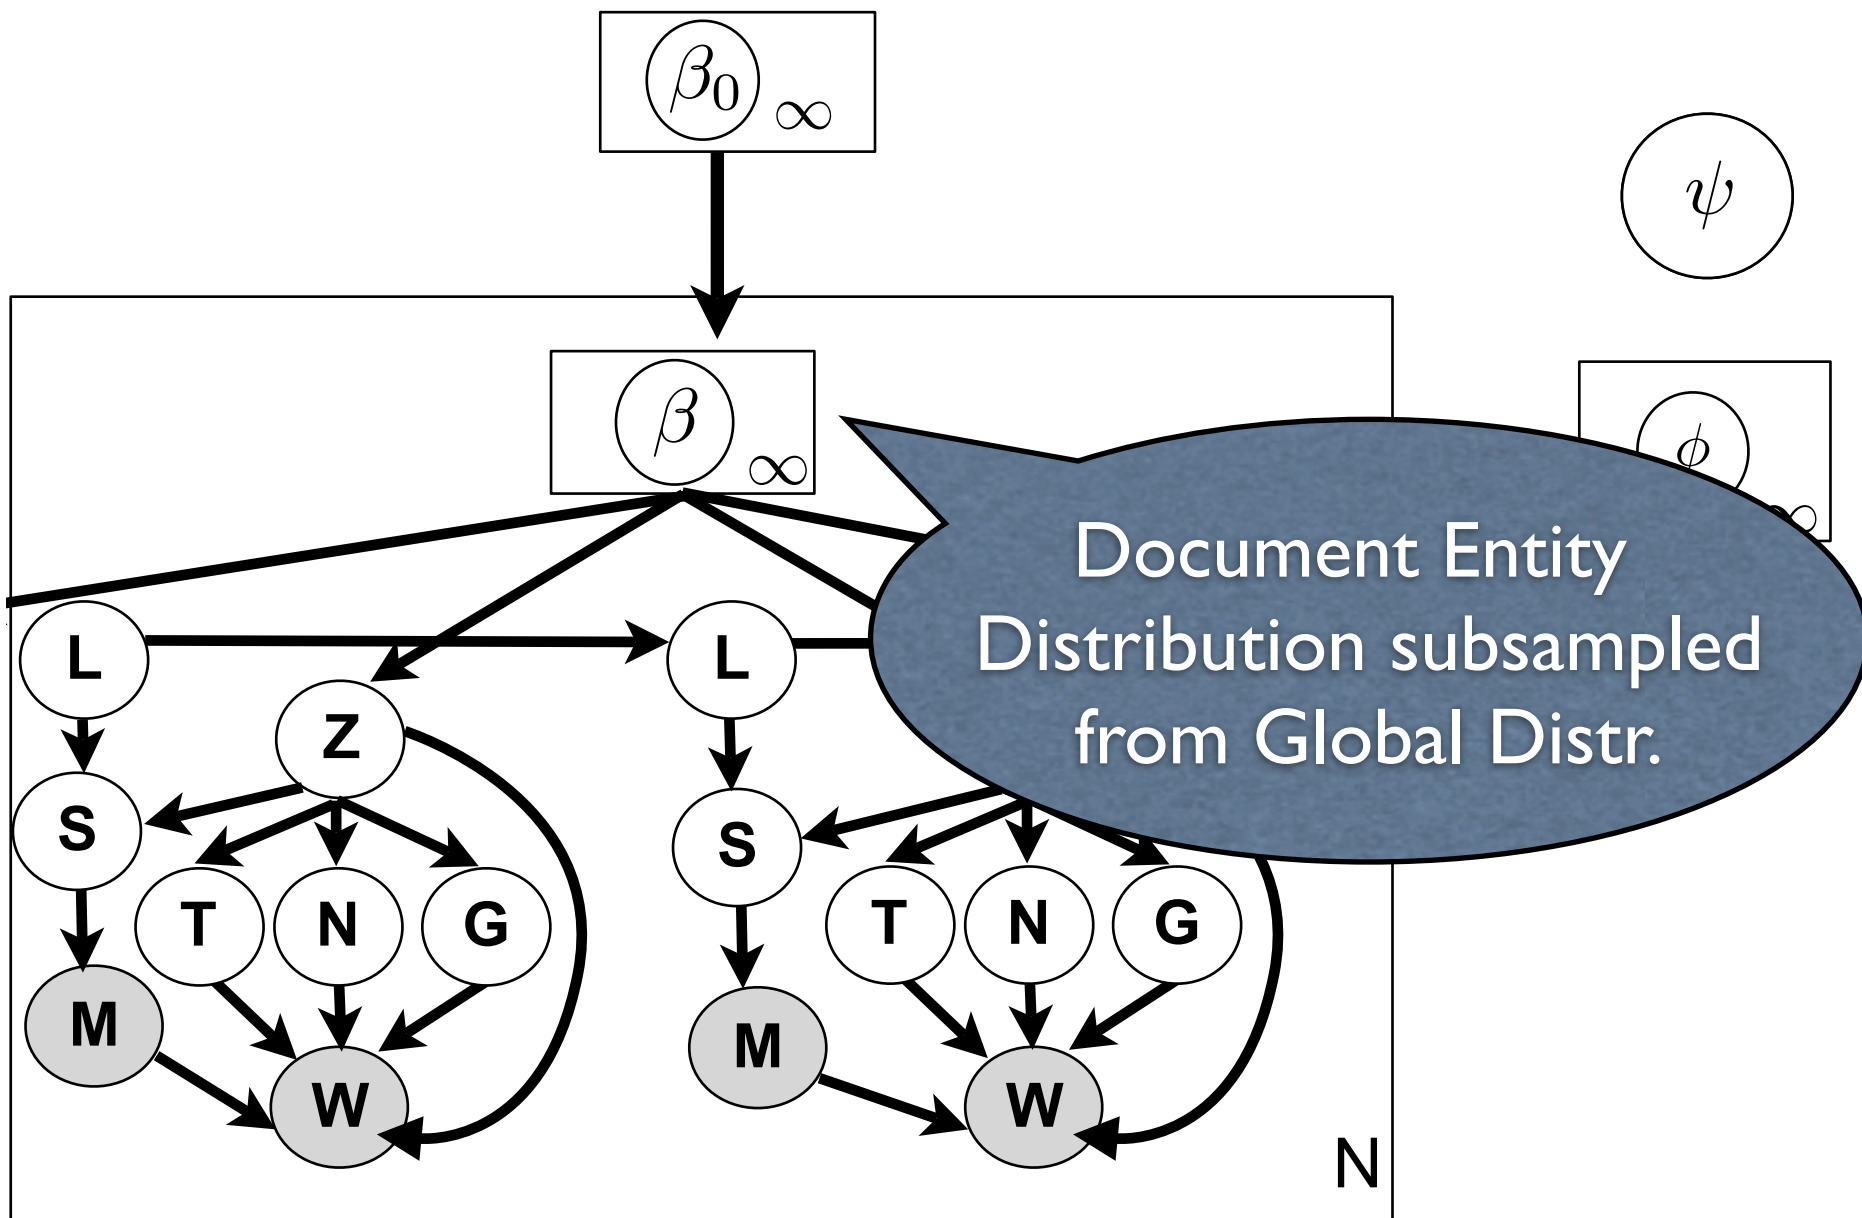 β₀ ∞
ψ
β ∞
ϕ ∞
Document Entity
Distribution subsampled
from Global Distr.
L L
Z
S S
T N G T N G
M M
W W
N